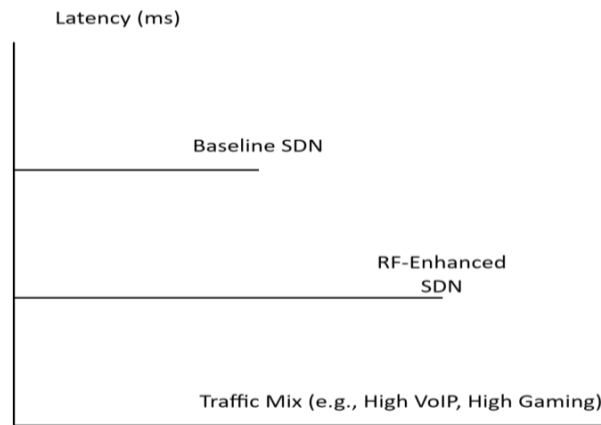 Latency (ms)
Baseline SDN
RF-Enhanced
SDN
Traffic Mix (e.g., High VoIP, High Gaming)